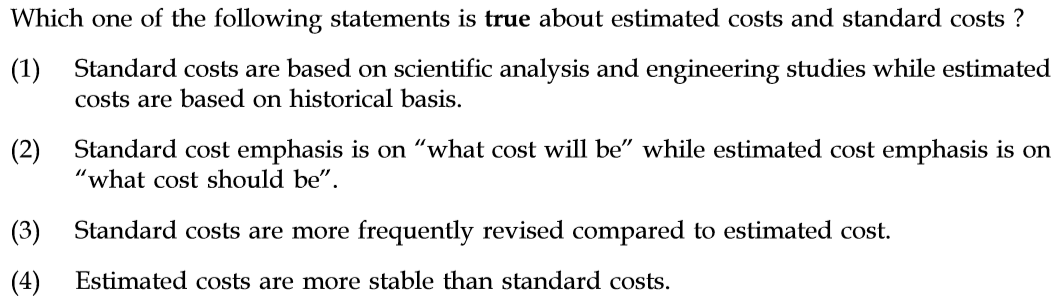 Which one of the following statements is true about estimated costs and standard costs ?
(1) Standard costs are based on scientific analysis and engineering studies while estimated
costs are based on historical basis.
(2) Standard cost emphasis is on “what cost will be” while estimated cost emphasis is on
“what cost should be”.
(3) Standard costs are more frequently revised compared to estimated cost.
(4) Estimated costs are more stable than standard costs.